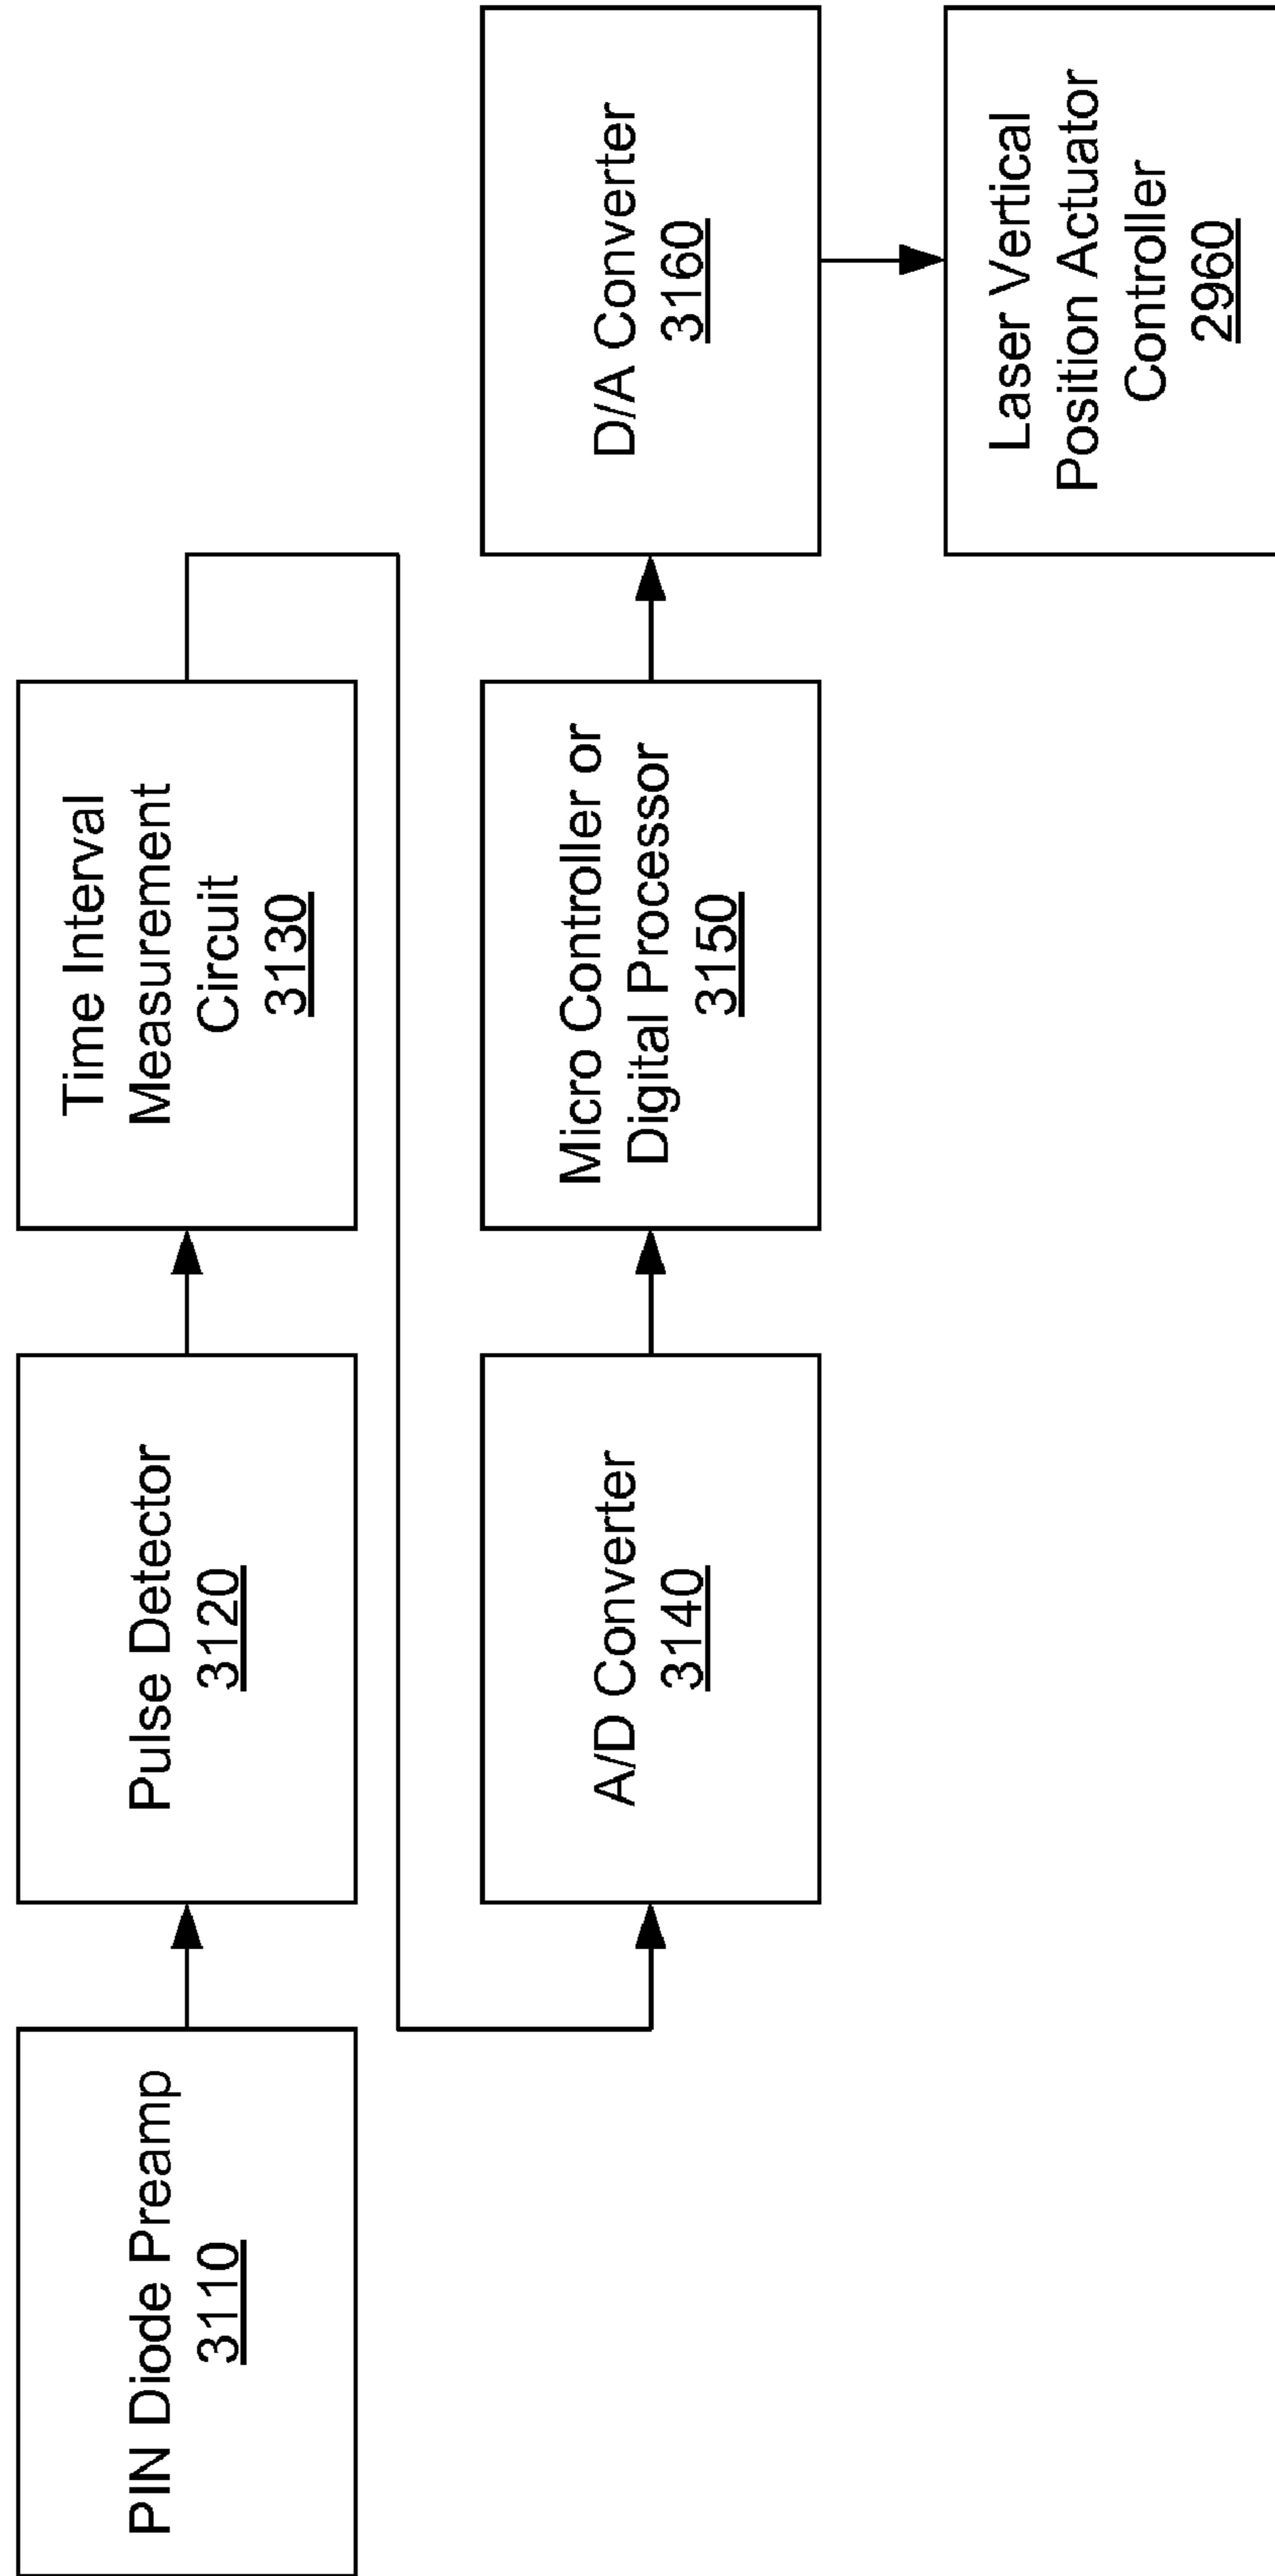 PIN Diode Preamp
3110
Pulse Detector
3120
Time Interval
Measurement
Circuit
3130
A/D Converter
3140
Micro Controller or
Digital Processor
3150
D/A Converter
3160
Laser Vertical
Position Actuator
Controller
2960